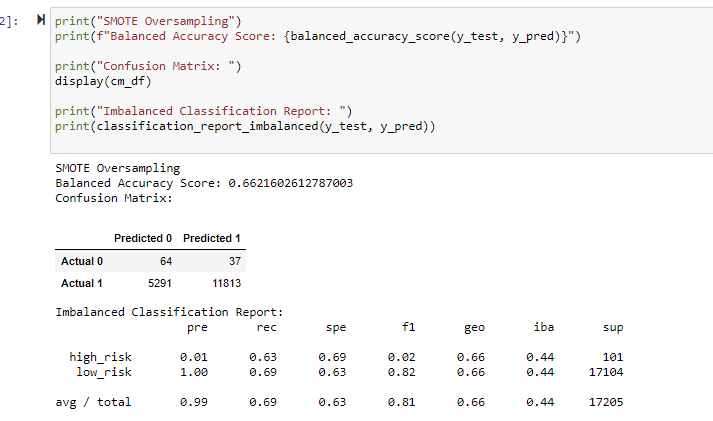 2]:
print("SMOTE Oversampling")
print(f"Balanced Accuracy Score: {balanced_accuracy_score(y_test, y_pred)}")
print("Confusion Matrix: ")
display(cm_df)
print("Imbalanced Classification Report: ")
print(classification_report_imbalanced(y_test, y_pred))
SMOTE Oversampling
Balanced Accuracy Score: 0.6621602612787003
Confusion Matrix:
Predicted 0 Predicted 1
Actual 0 64 37
Actual 1 5291 11813
Imbalanced Classification Report:
pre rec spe f1 geo iba sup
high_risk 0.01 0.63 0.69 0.02 0.66 0.44 101
low_risk 1.00 0.69 0.63 0.82 0.66 0.44 17104
avg / total 0.99 0.69 0.63 0.81 0.66 0.44 17205